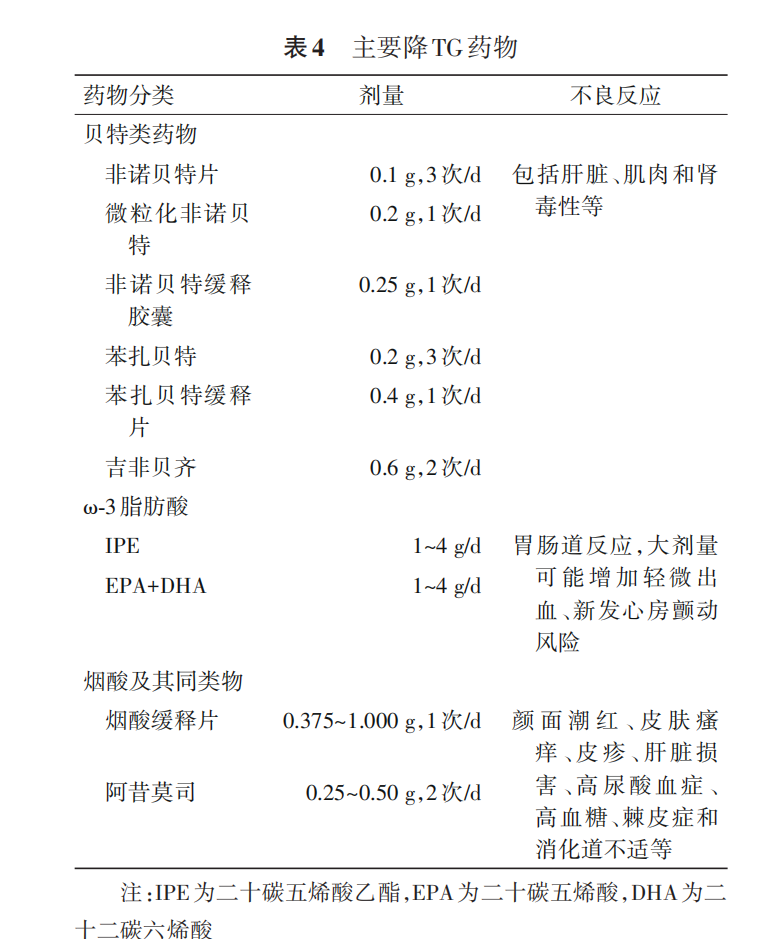 表4 主要降TG药物
药物分类 剂量 不良反应
贝特类药物
非诺贝特片 0.1 g,3次/d 包括肝脏、肌肉和肾
微粒化非诺贝 0.2 g,1次/d 毒性等
特
非诺贝特缓释 0.25 g,1次/d
胶囊
苯扎贝特 0.2 g,3次/d
苯扎贝特缓释 0.4 g,1次/d
片
吉非贝齐 0.6 g,2次/d
ω-3脂肪酸
IPE 1~4 g/d 胃肠道反应,大剂量
EPA+DHA 1~4 g/d 可能增加轻微出
血、新发心房颤动
风险
烟酸及其同类物
烟酸缓释片 0.375~1.000 g,1次/d 颜面潮红、皮肤瘙
痒、皮疹、肝脏损
阿昔莫司 0.25~0.50 g,2次/d 害、高尿酸血症、
高血糖、棘皮症和
消化道不适等
注:IPE为二十碳五烯酸乙酯,EPA为二十碳五烯酸,DHA为二
十二碳六烯酸